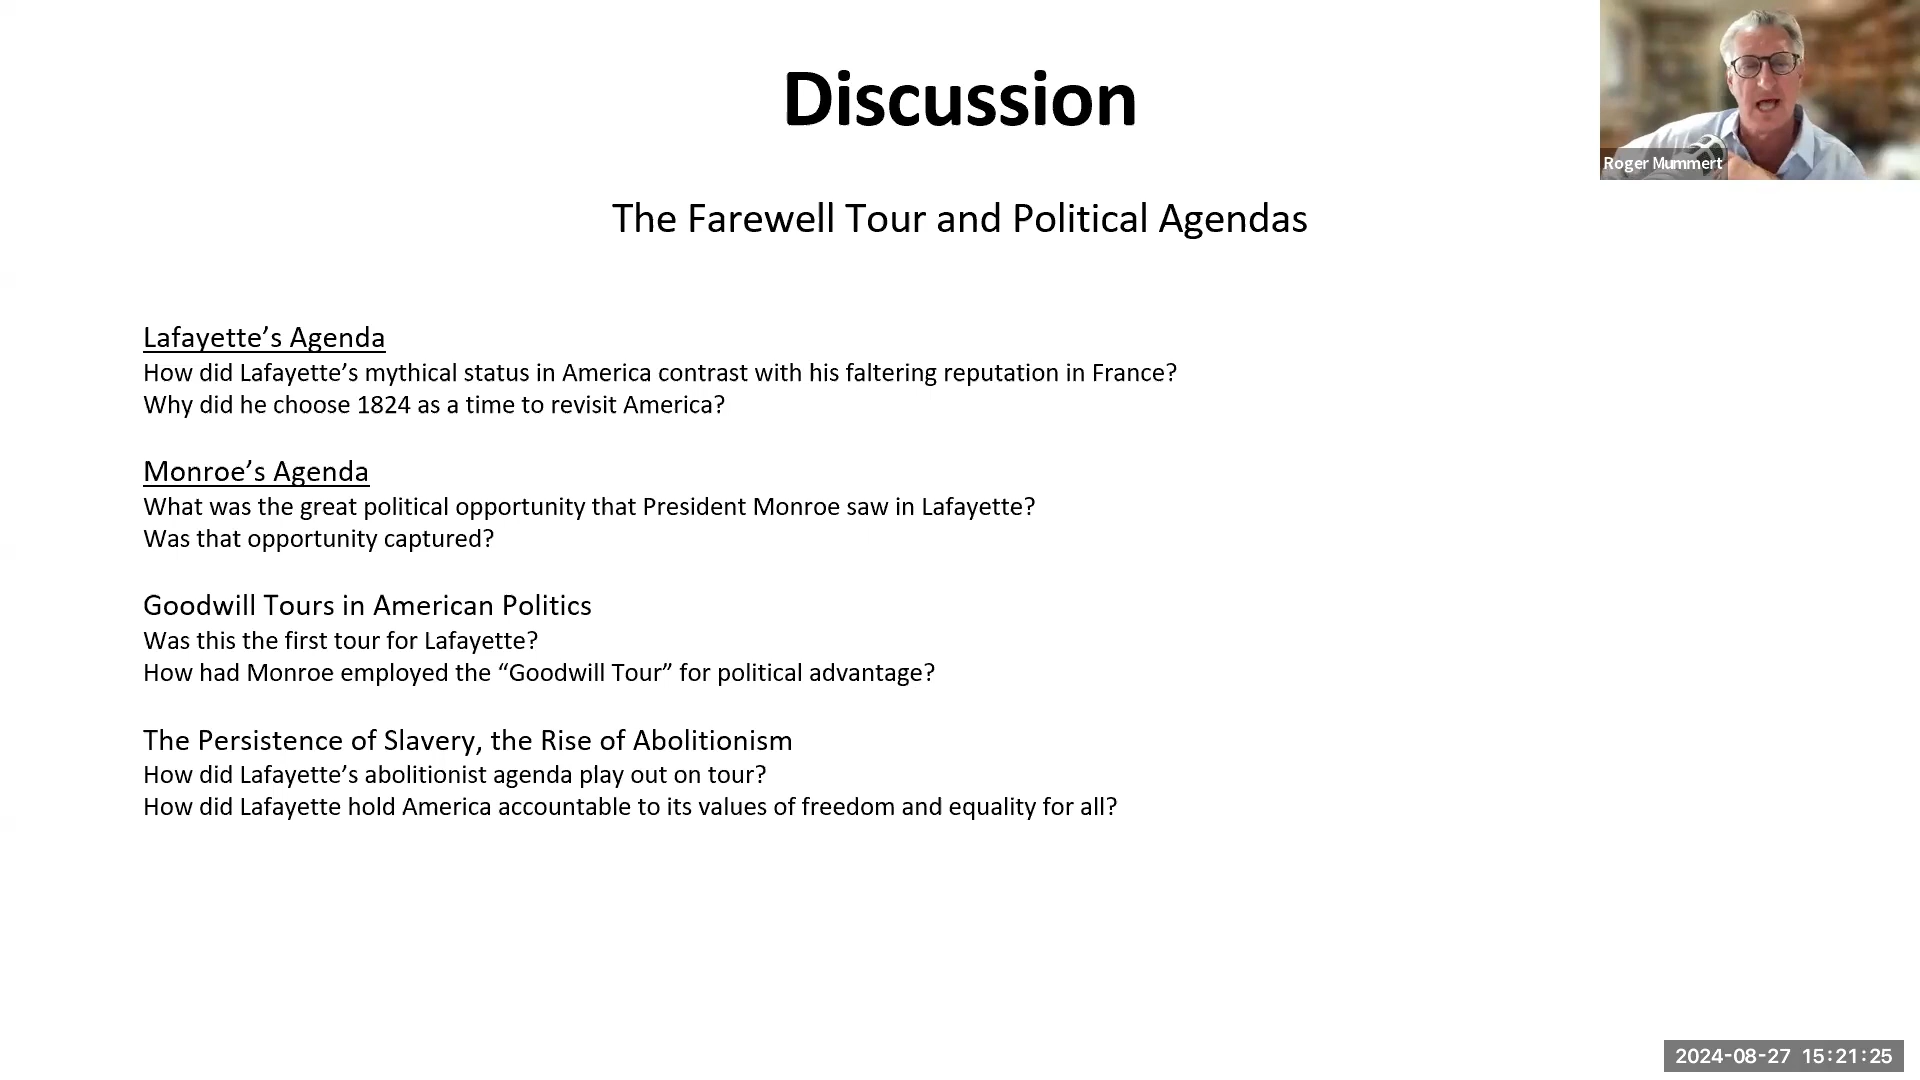 Discussion
Roger Mummert
The Farewell Tour and Political Agendas
Lafayette’s Agenda
How did Lafayette’s mythical status in America contrast with his faltering reputation in France?
Why did he choose 1824 as a time to revisit America?
Monroe’s Agenda
What was the great political opportunity that President Monroe saw in Lafayette?
Was that opportunity captured?
Goodwill Tours in American Politics
Was this the first tour for Lafayette?
How had Monroe employed the “Goodwill Tour” for political advantage?
The Persistence of Slavery, the Rise of Abolitionism
How did Lafayette’s abolitionist agenda play out on tour?
How did Lafayette hold America accountable to its values of freedom and equality for all?
2024-08-27 15:21:25